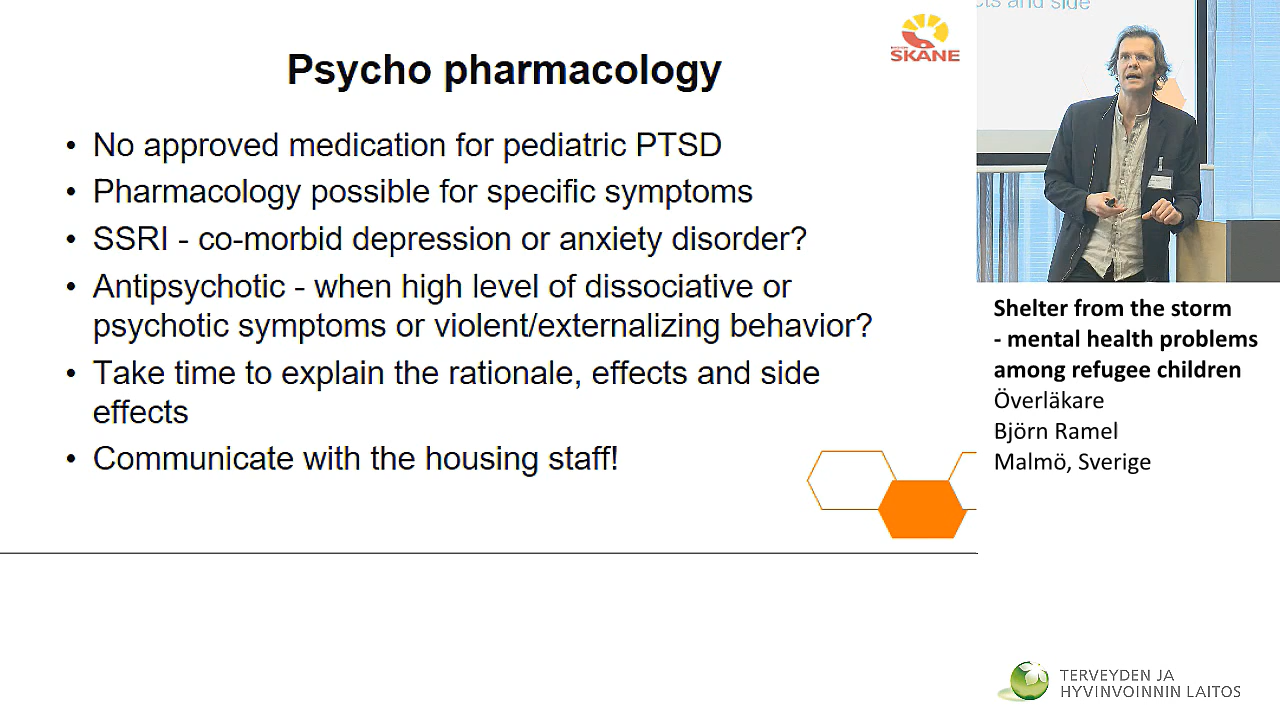 Psycho pharmacology
• No approved medication for pediatric PTSD
• Pharmacology possible for specific symptoms
• SSRI - co-morbid depression or anxiety disorder?
• Antipsychotic - when high level of dissociative or
psychotic symptoms or violent/externalizing behavior?
• Take time to explain the rationale, effects and side
effects
• Communicate with the housing staff!
SKANE
and side
Shelter from the storm
- mental health problems
among refugee children
Överläkare
Björn Ramel
Malmö, Sverige
TERVEYDEN JA
HYVINVOINNIN LAITOS